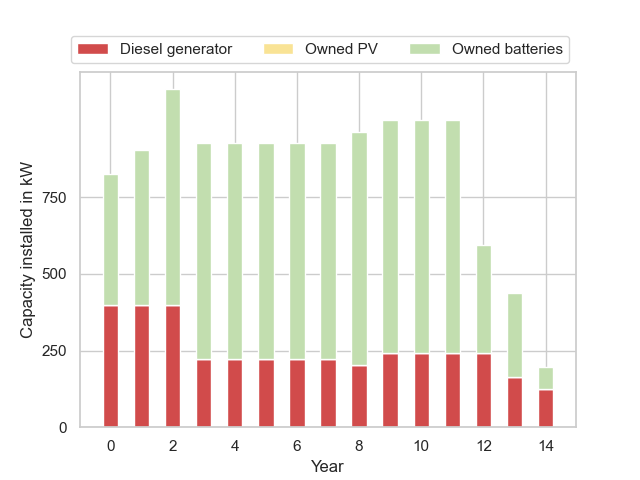 Diesel generator Owned PV Owned batteries
Capacity installed in kW
750
500
250
0
0 2 4 6 8 10 12 14
Year